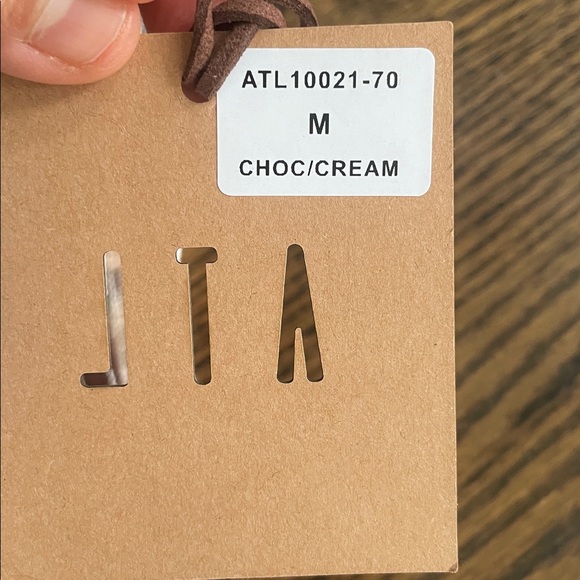 ATL10021-70
M
CHOC/CREAM
ATL